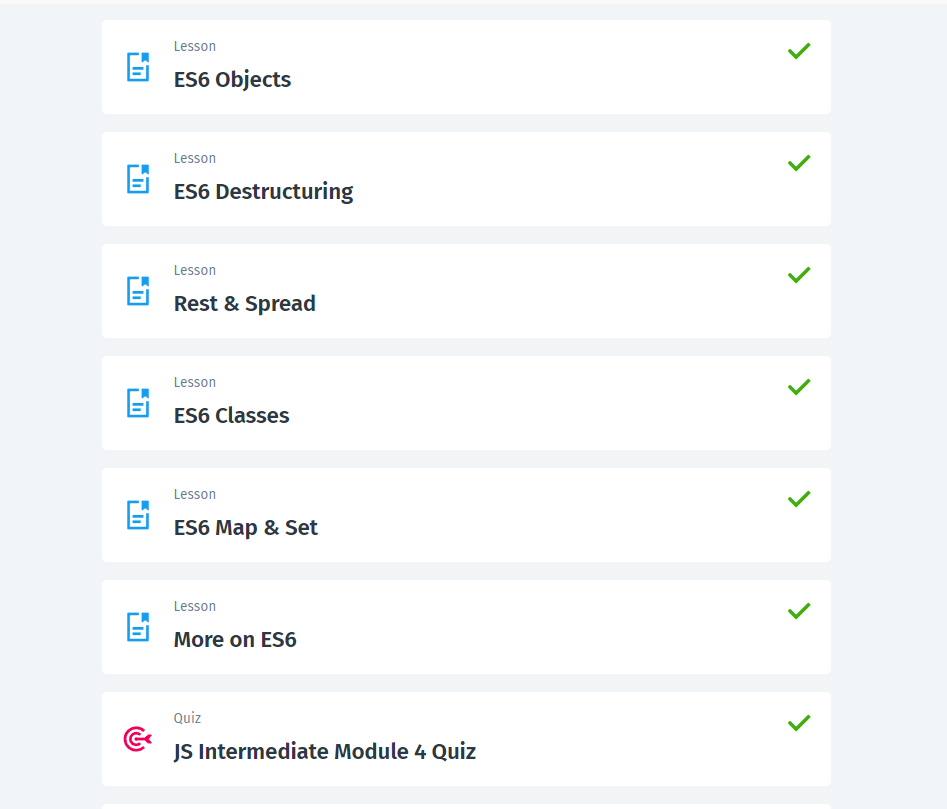 Lesson
ES6 Objects
Lesson
ES6 Destructuring
Lesson
Rest & Spread
Lesson
ES6 Classes
Lesson
ES6 Map & Set
Lesson
More on ES6
Quiz
JS Intermediate Module 4 Quiz